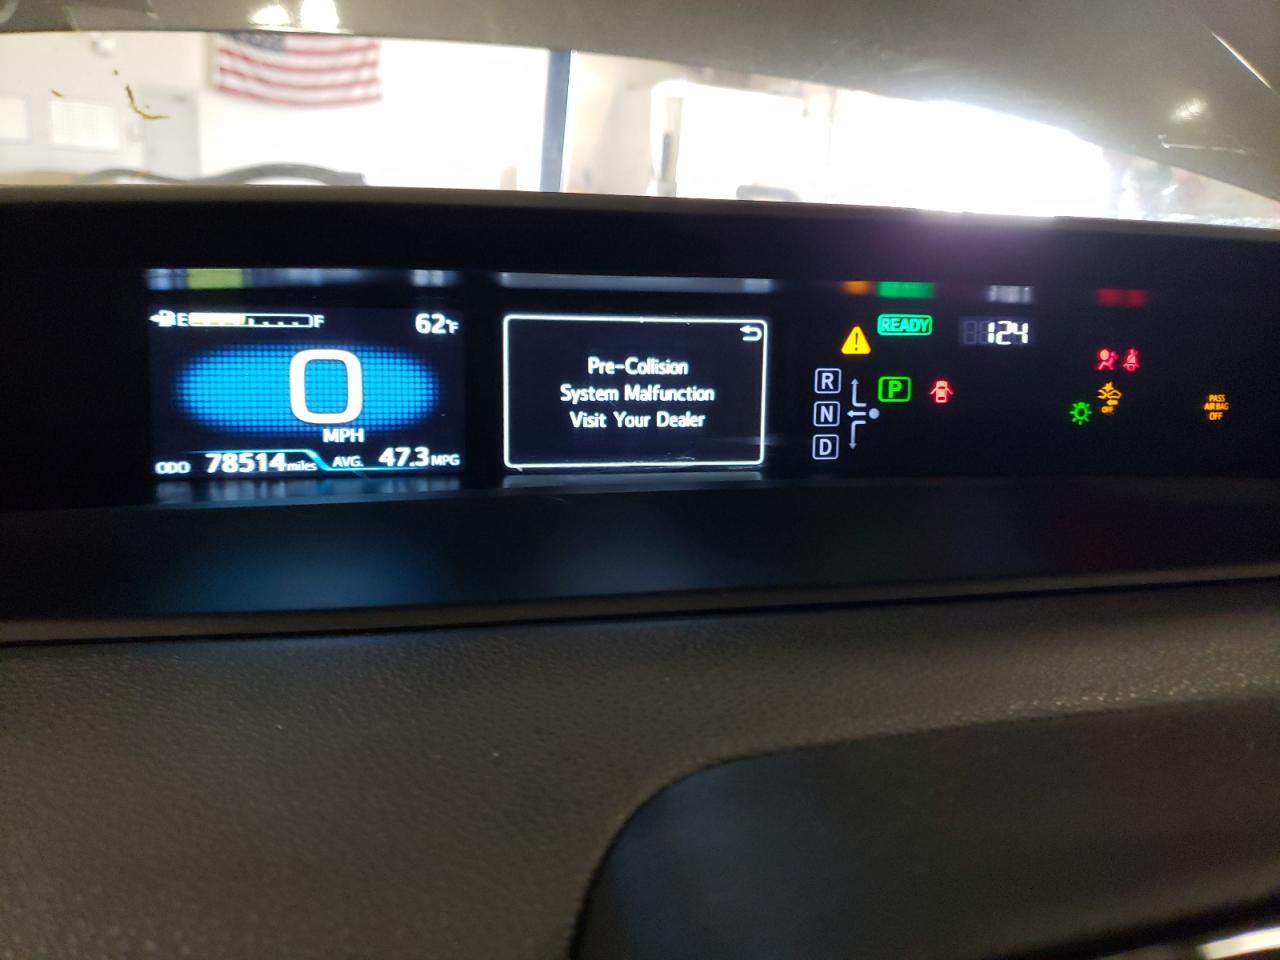 E F 62°F
0
MPH
ODO 78514 miles AVG. 47.3 MPG
Pre-Collision
System Malfunction
Visit Your Dealer
READY
124
R
P
N
D
OFF
PASS
AIR BAG
OFF